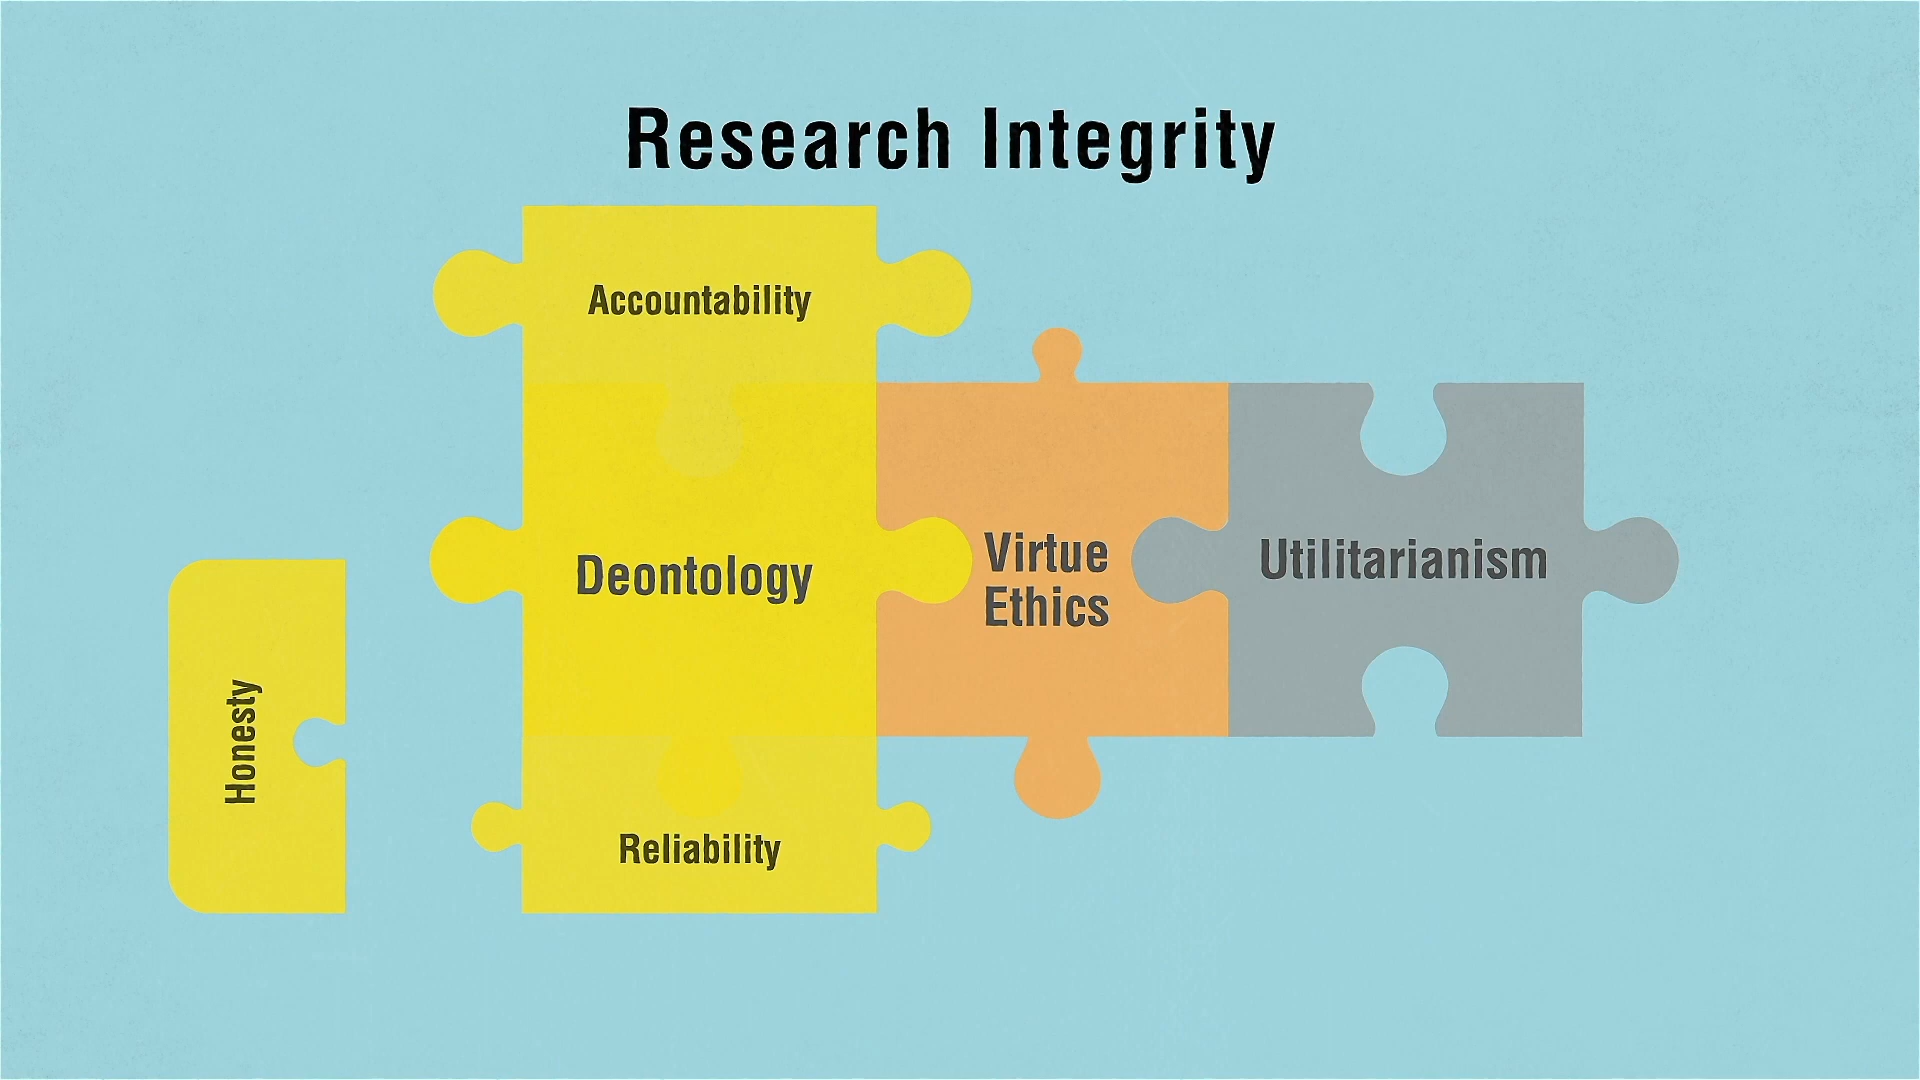 Research Integrity
Accountability
Deontology
Virtue
Ethics
Utilitarianism
Honesty
Reliability